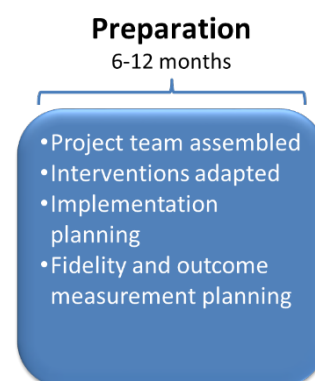 Preparation
6-12 months
•Project team assembled
•Interventions adapted
•Implementation
planning
•Fidelity and outcome
measurement planning